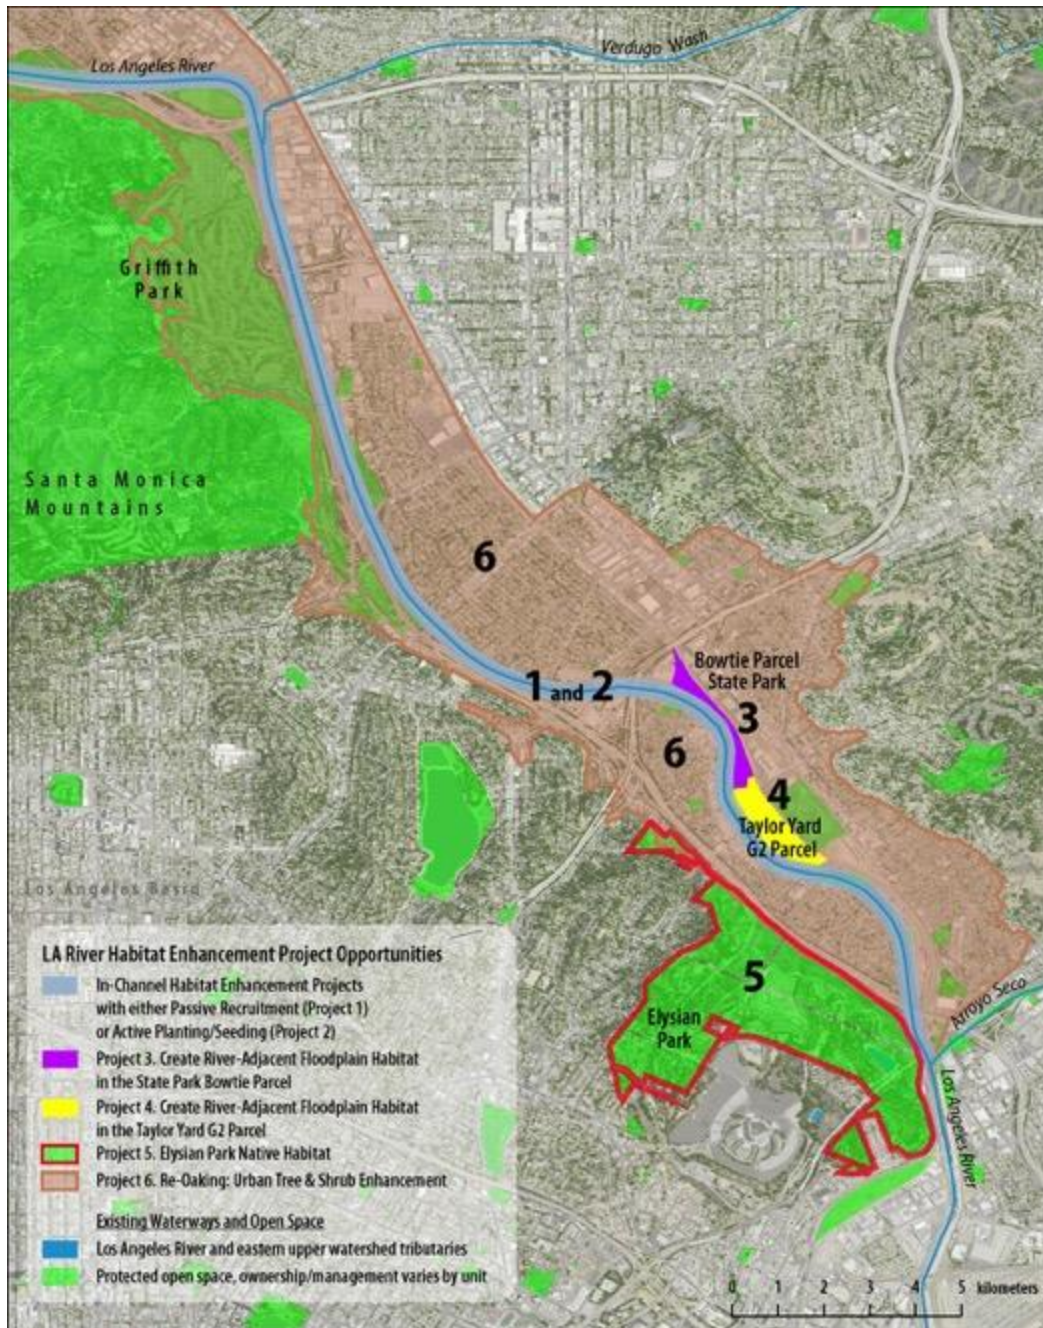 Los Angeles River
Verdugo Wash
Griffith
Park
Santa Monica
Mountains
6
1 and 2
Bowtie Parcel
State Park
3
6
4
Taylor Yard
G2 Parcel
Los Angeles Basin
5
Elysian
Park
Arroyo Seco
Los Angeles River
LA River Habitat Enhancement Project Opportunities
In-Channel Habitat Enhancement Projects
with either Passive Recruitment (Project 1)
or Active Planting/Seeding (Project 2)
Project 3. Create River-Adjacent Floodplain Habitat
in the State Park Bowtie Parcel
Project 4. Create River-Adjacent Floodplain Habitat
in the Taylor Yard G2 Parcel
Project 5. Elysian Park Native Habitat
Project 6. Re-Oaking: Urban Tree & Shrub Enhancement
Existing Waterways and Open Space
Los Angeles River and eastern upper watershed tributaries
Protected open space, ownership/management varies by unit
0 1 2 3 4 5 kilometers